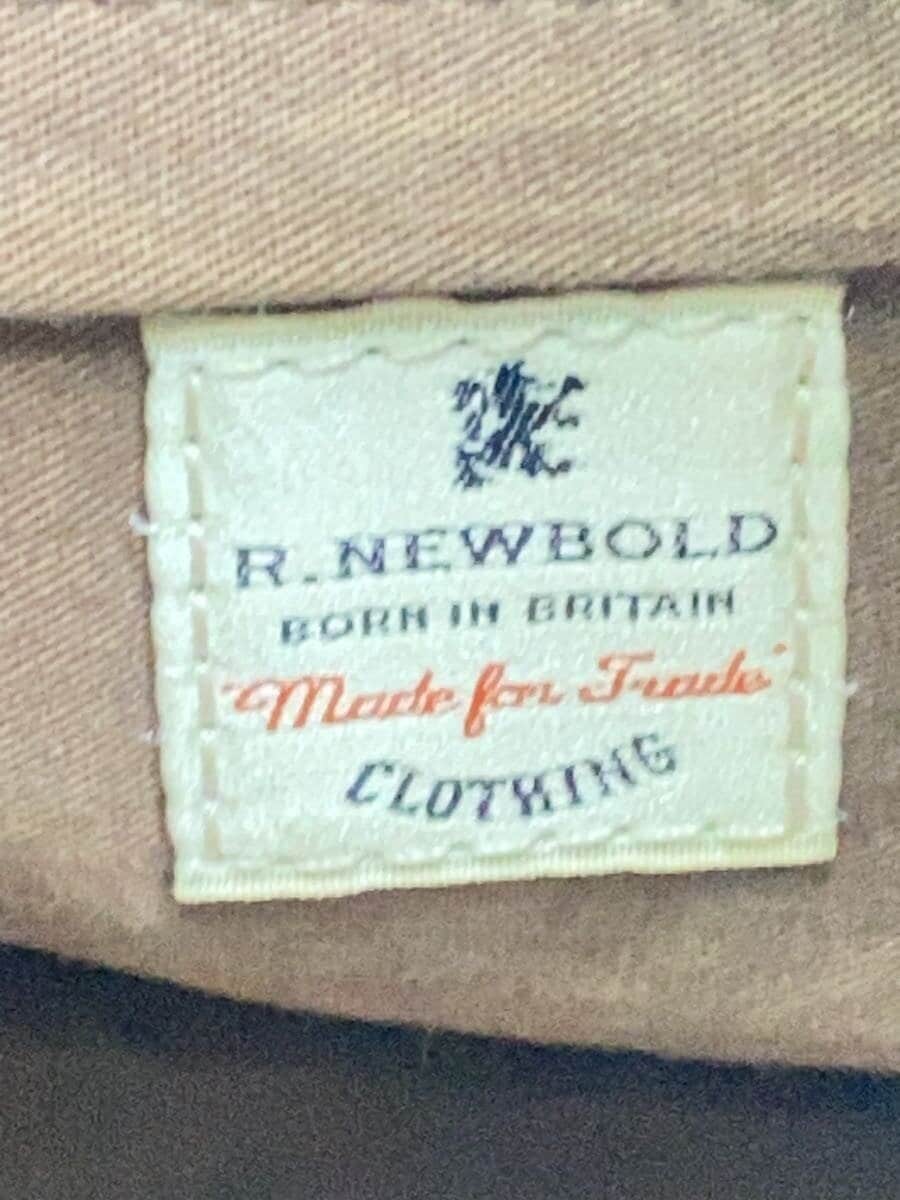 R. NEWBOLD
BORN IN BRITAIN
"Made for Trade"
CLOTHING